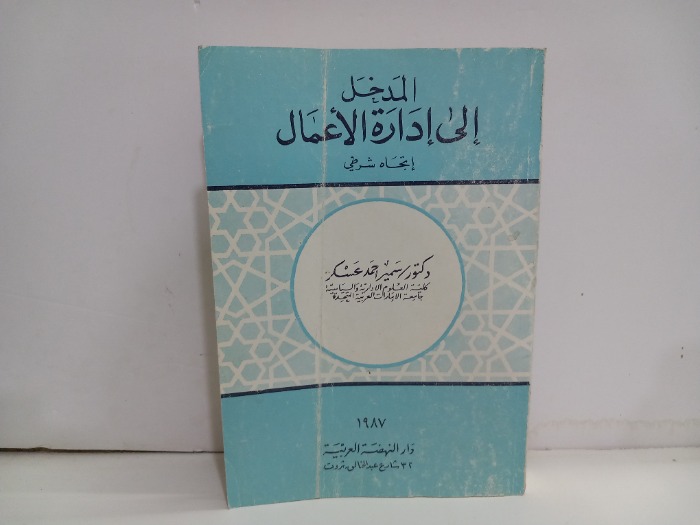 المدخل
إلى إدارة الأعمال
إتجاه شرطي
دكتور/سمير احمد عسكر
كلية العلوم الإدارية والسياسية
جامعة الإمارات العربية المتحدة
١٩٨٧
دار النهضة العربية
٣٢ شارع عبد الخالق ثروت